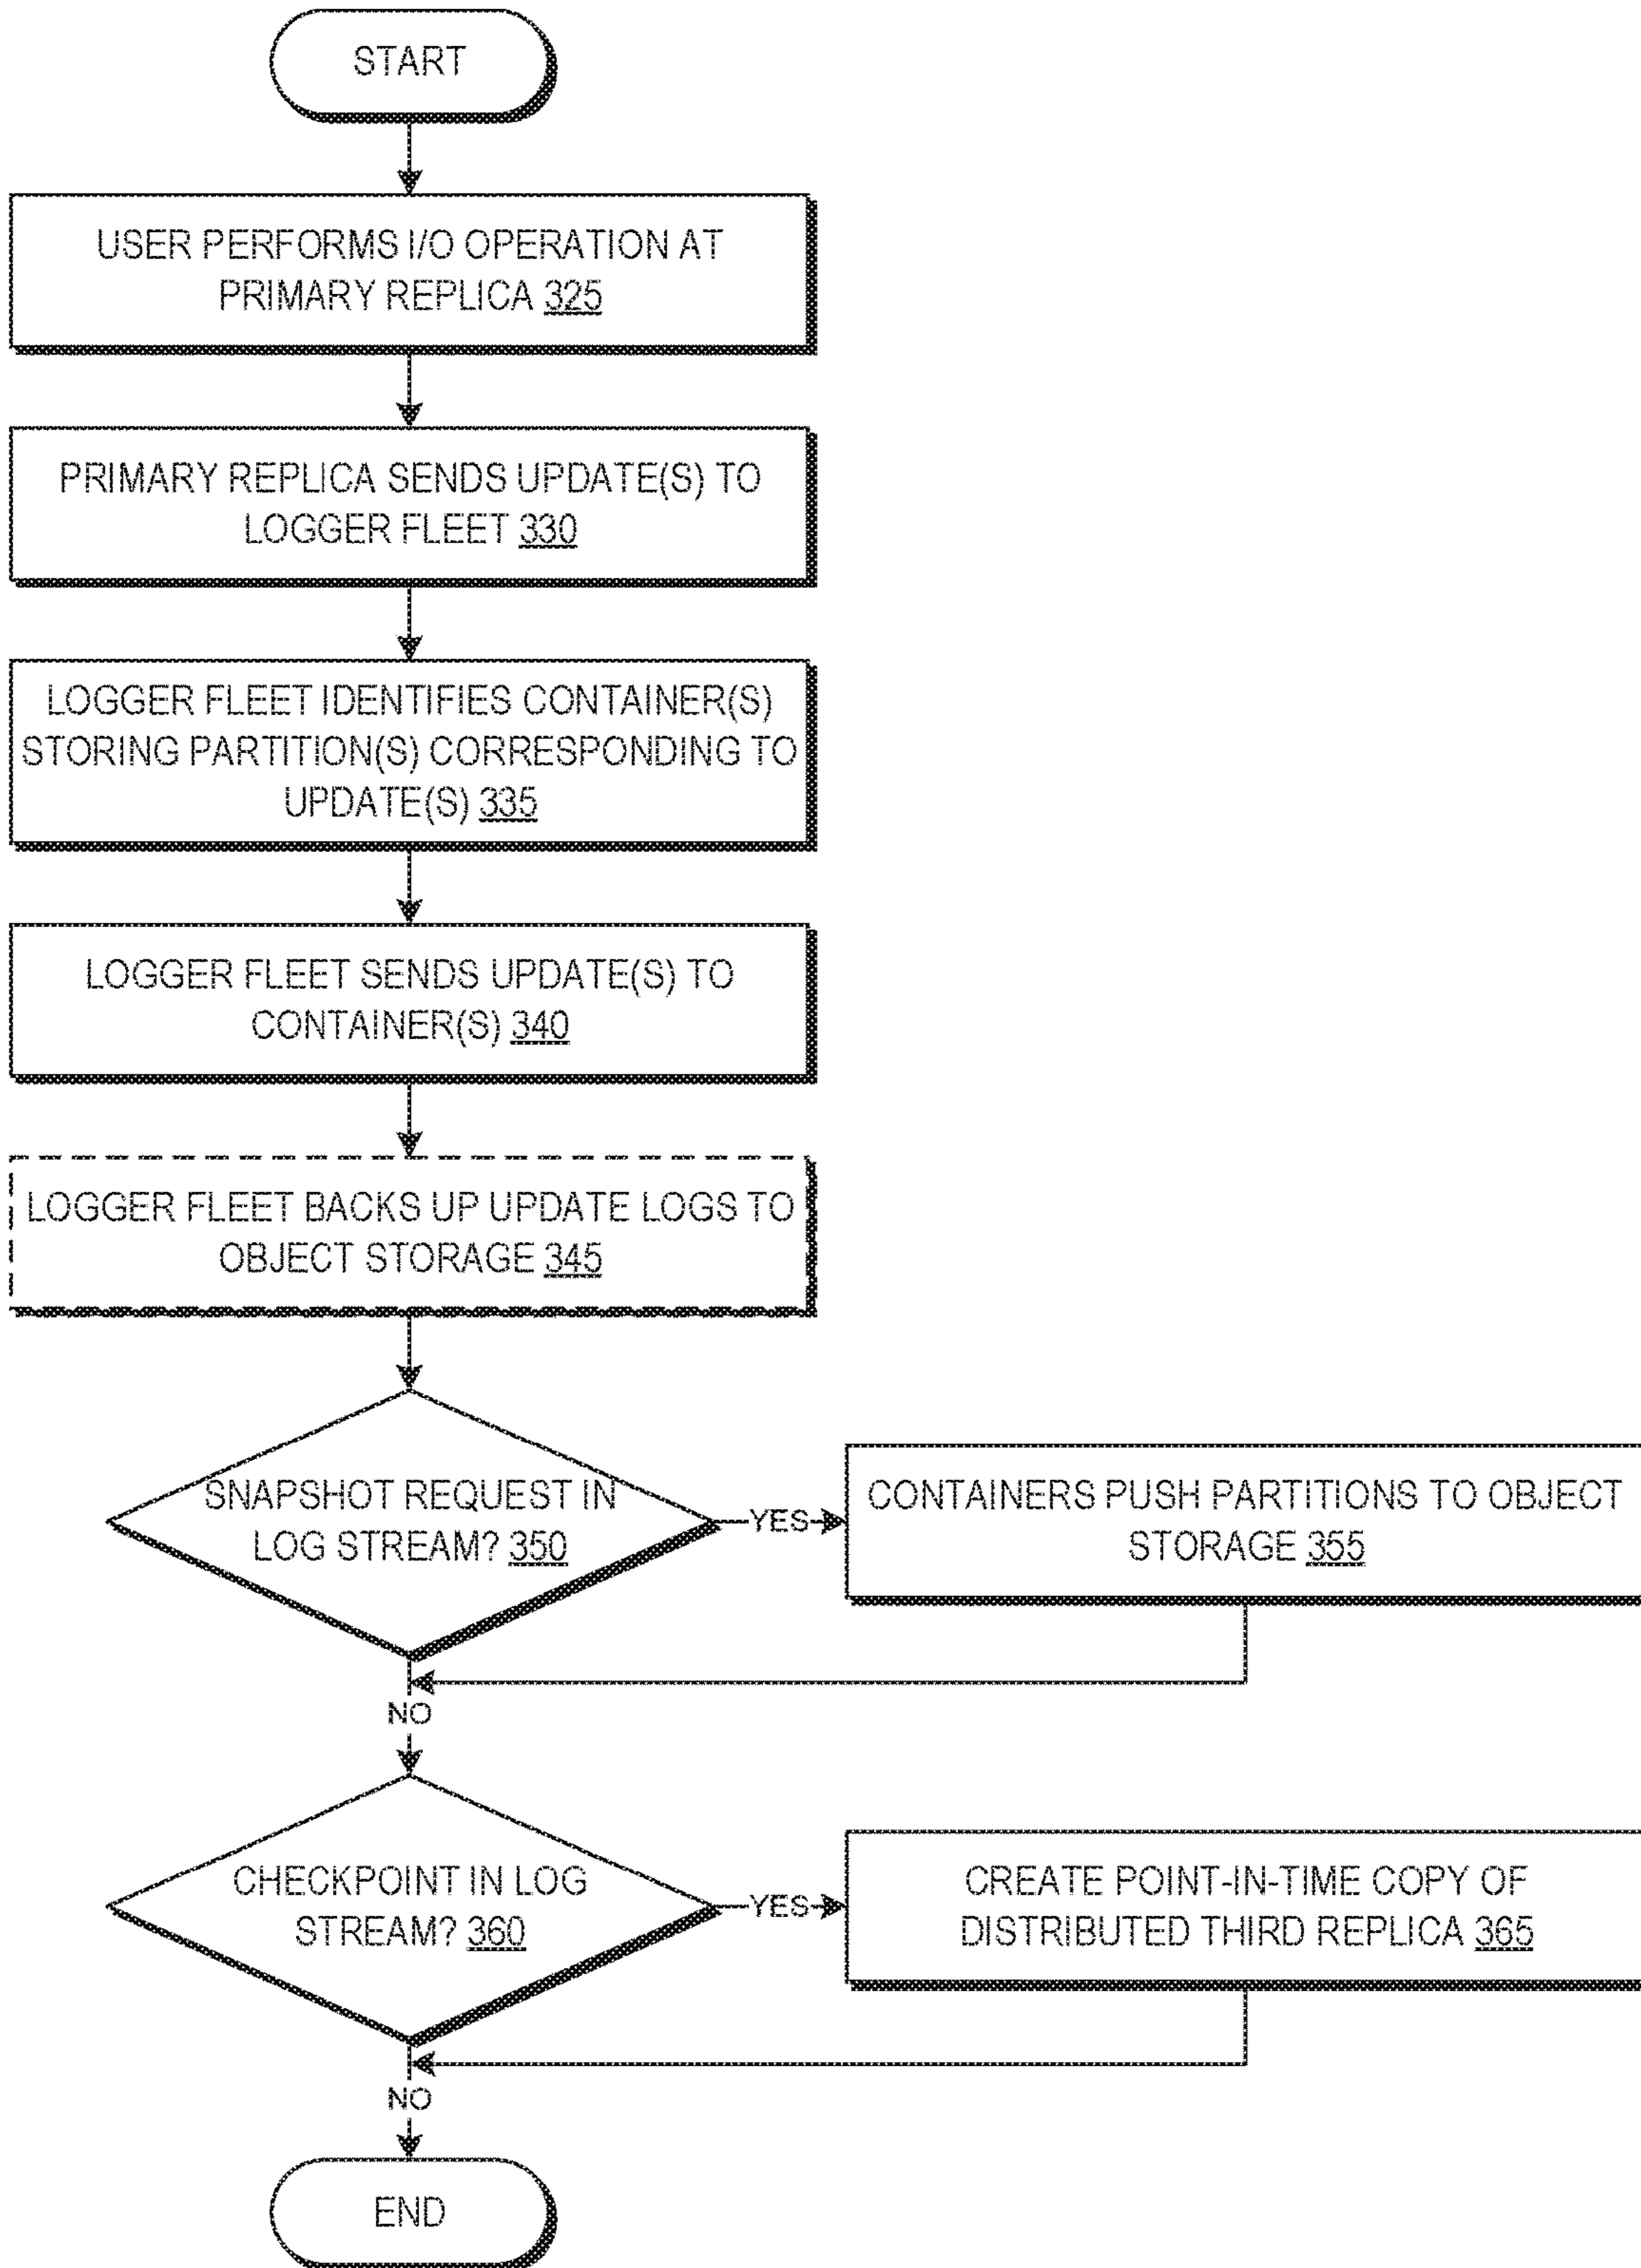 START
USER PERFORMS I/O OPERATION AT
PRIMARY REPLICA 325
PRIMARY REPLICA SENDS UPDATE(S) TO
LOGGER FLEET 330
LOGGER FLEET IDENTIFIES CONTAINER(S)
STORING PARTITION(S) CORRESPONDING TO
UPDATE(S) 335
LOGGER FLEET SENDS UPDATE(S) TO
CONTAINER(S) 340
LOGGER FLEET BACKS UP UPDATE LOGS TO
OBJECT STORAGE 345
SNAPSHOT REQUEST IN
LOG STREAM? 350
YES
CONTAINERS PUSH PARTITIONS TO OBJECT
STORAGE 355
NO
CHECKPOINT IN LOG
STREAM? 360
YES
CREATE POINT-IN-TIME COPY OF
DISTRIBUTED THIRD REPLICA 365
NO
END